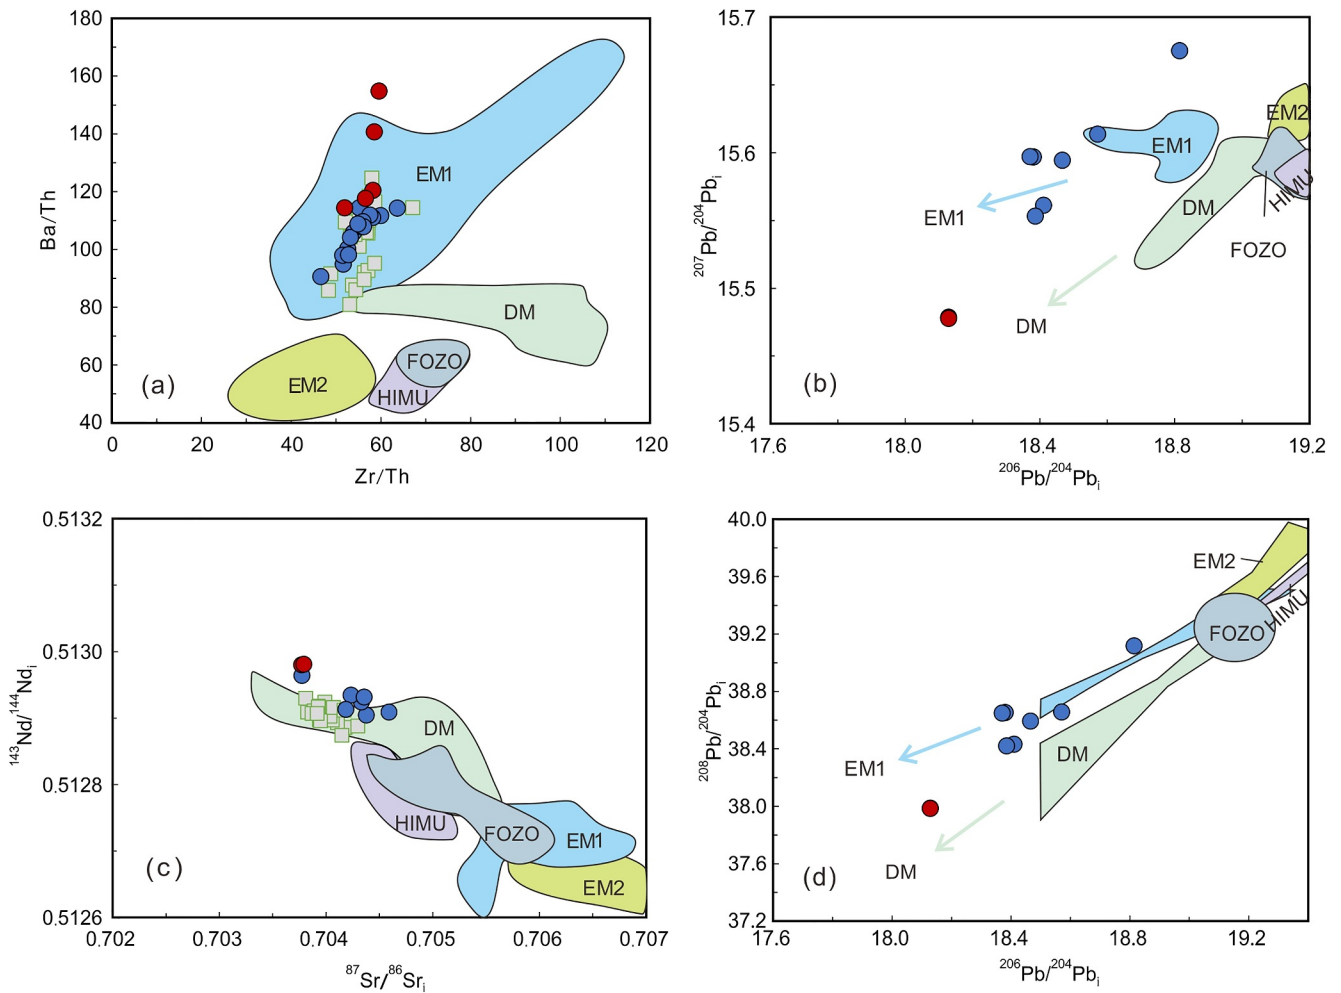 180
160
140
120
100
80
60
40
Ba/Th
EM1
DM
FOZO
EM2
HIMU
(a)
0 20 40 60 80 100 120
Zr/Th
15.7
15.6
15.5
15.4
²⁰⁷Pb/²⁰⁴Pbᵢ
EM2
EM1
HIMU
DM
EM1
FOZO
DM
(b)
17.6 18.0 18.4 18.8 19.2
²⁰⁶Pb/²⁰⁴Pbᵢ
0.5132
0.5130
0.5128
0.5126
¹⁴³Nd/¹⁴⁴Ndᵢ
DM
HIMU
FOZO
EM1
EM2
(c)
0.702 0.703 0.704 0.705 0.706 0.707
⁸⁷Sr/⁸⁶Srᵢ
40.0
39.6
39.2
38.8
38.4
38.0
37.6
37.2
²⁰⁸Pb/²⁰⁴Pbᵢ
EM2
HIMU
FOZO
DM
EM1
DM
(d)
17.6 18.0 18.4 18.8 19.2
²⁰⁶Pb/²⁰⁴Pbᵢ